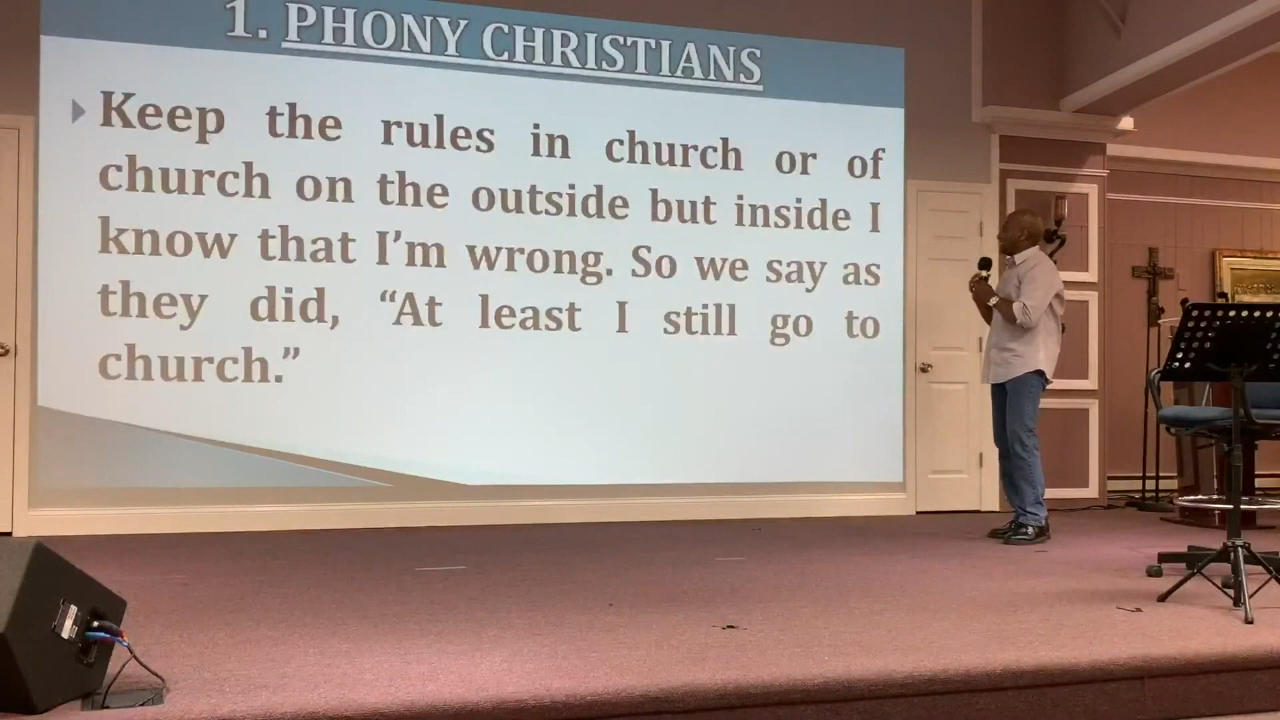 1. PHONY CHRISTIANS
Keep the rules in church or of
church on the outside but inside I
know that I’m wrong. So we say as
they did, “At least I still go to
church.”